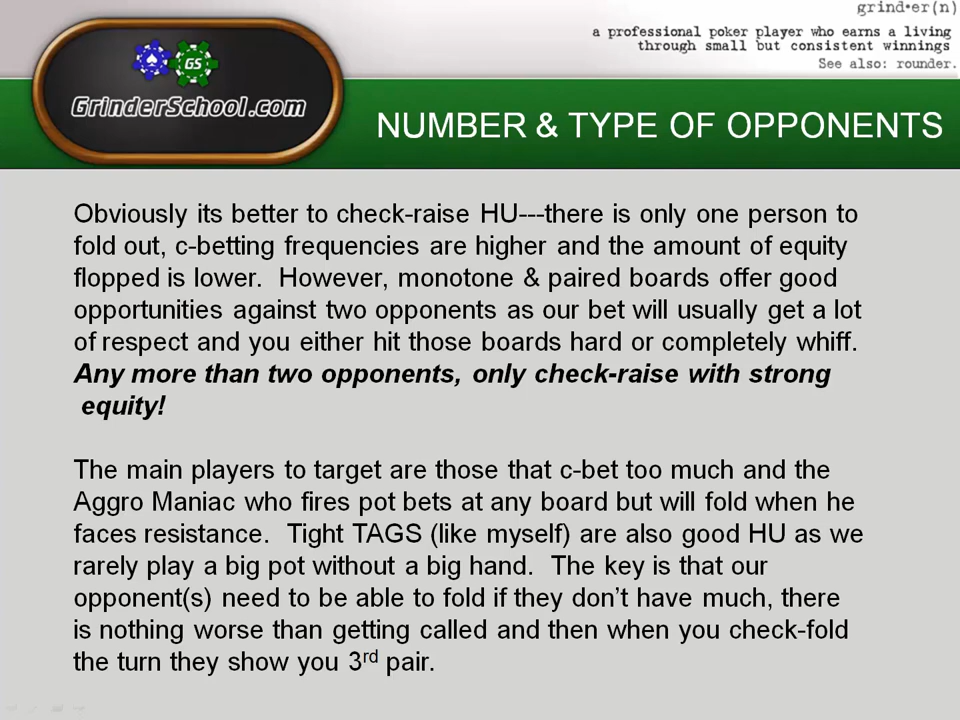 grind•er(n)
a professional poker player who earns a living
through small but consistent winnings
See also: rounder.
GS
GrinderSchool.com
NUMBER & TYPE OF OPPONENTS
Obviously its better to check-raise HU---there is only one person to
fold out, c-betting frequencies are higher and the amount of equity
flopped is lower.  However, monotone & paired boards offer good
opportunities against two opponents as our bet will usually get a lot
of respect and you either hit those boards hard or completely whiff.
Any more than two opponents, only check-raise with strong
equity!
The main players to target are those that c-bet too much and the
Aggro Maniac who fires pot bets at any board but will fold when he
faces resistance.  Tight TAGS (like myself) are also good HU as we
rarely play a big pot without a big hand.  The key is that our
opponent(s) need to be able to fold if they don't have much, there
is nothing worse than getting called and then when you check-fold
the turn they show you 3rd pair.